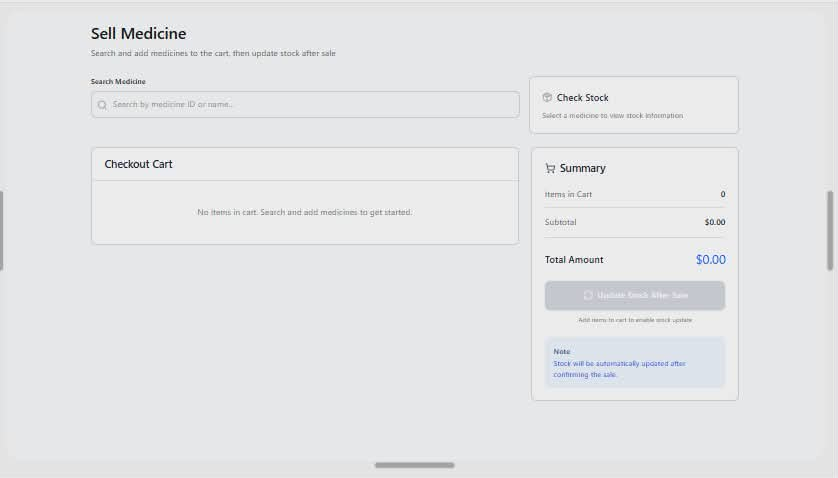 Sell Medicine
Search and add medicines to the cart, then update stock after sale
Search Medicine
Search by medicine ID or name...
Check Stock
Select a medicine to view stock information
Checkout Cart
No items in cart. Search and add medicines to get started.
Summary
Items in Cart 0
Subtotal $0.00
Total Amount $0.00
Update Stock After Sale
Add items to cart to enable stock update
Note
Stock will be automatically updated after
confirming the sale.